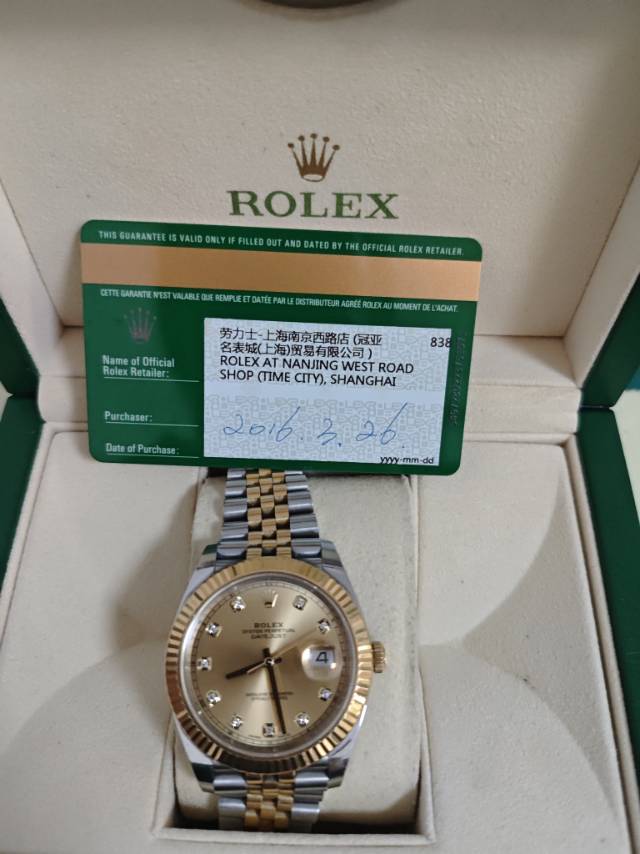 ROLEX
THIS GUARANTEE IS VALID ONLY IF FILLED OUT AND DATED BY THE OFFICIAL ROLEX RETAILER.
CETTE GARANTIE N'EST VALABLE QUE REMPLIE ET DATÉE PAR LE DISTRIBUTEUR AGRÉÉ ROLEX AU MOMENT DE L'ACHAT.
Name of Official
Rolex Retailer:
劳力士-上海南京西路店 (冠亚 838
名表城(上海)贸易有限公司 )
ROLEX AT NANJING WEST ROAD
SHOP (TIME CITY), SHANGHAI
Purchaser:
Date of Purchase:
2016.3.26.
yyyy-mm-dd
ROLEX
OYSTER PERPETUAL
DATEJUST
4